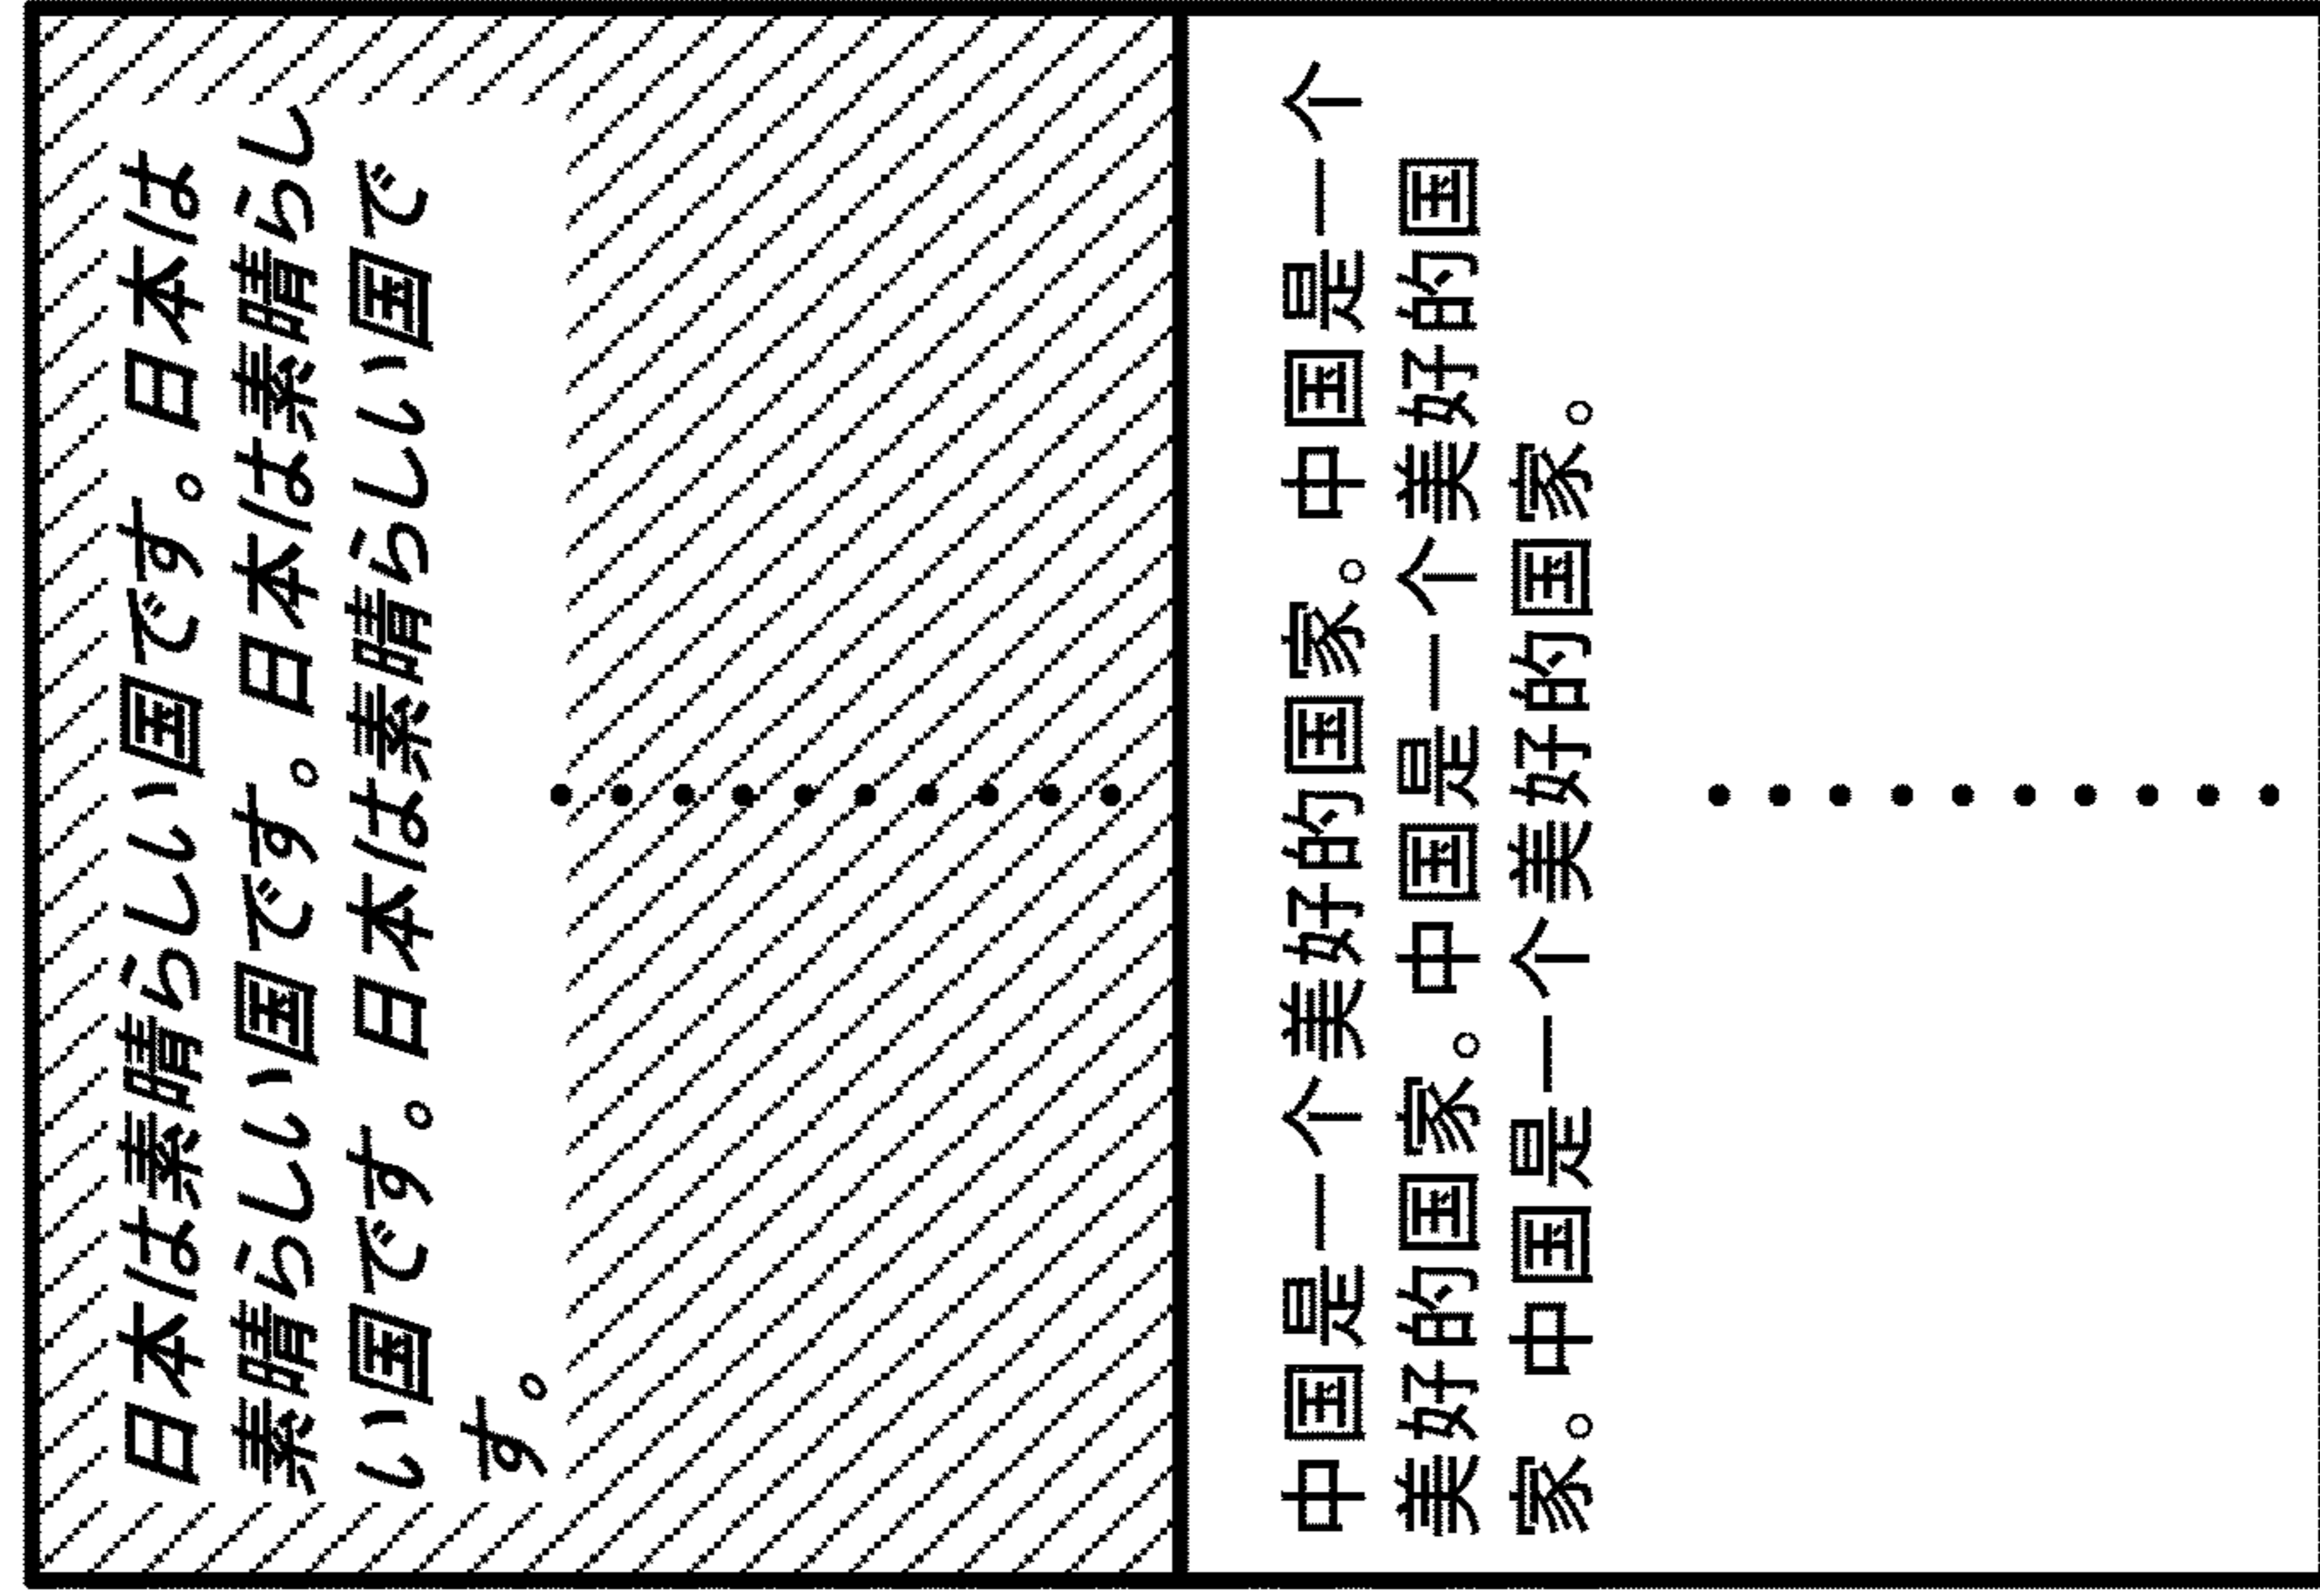 日本は素晴らしい国です。日本は
素晴らしい国です。日本は素晴らし
い国です。日本は素晴らしい国で
す。
中国是一个美好的国家。中国是一个
美好的国家。中国是一个美好的国
家。中国是一个美好的国家。